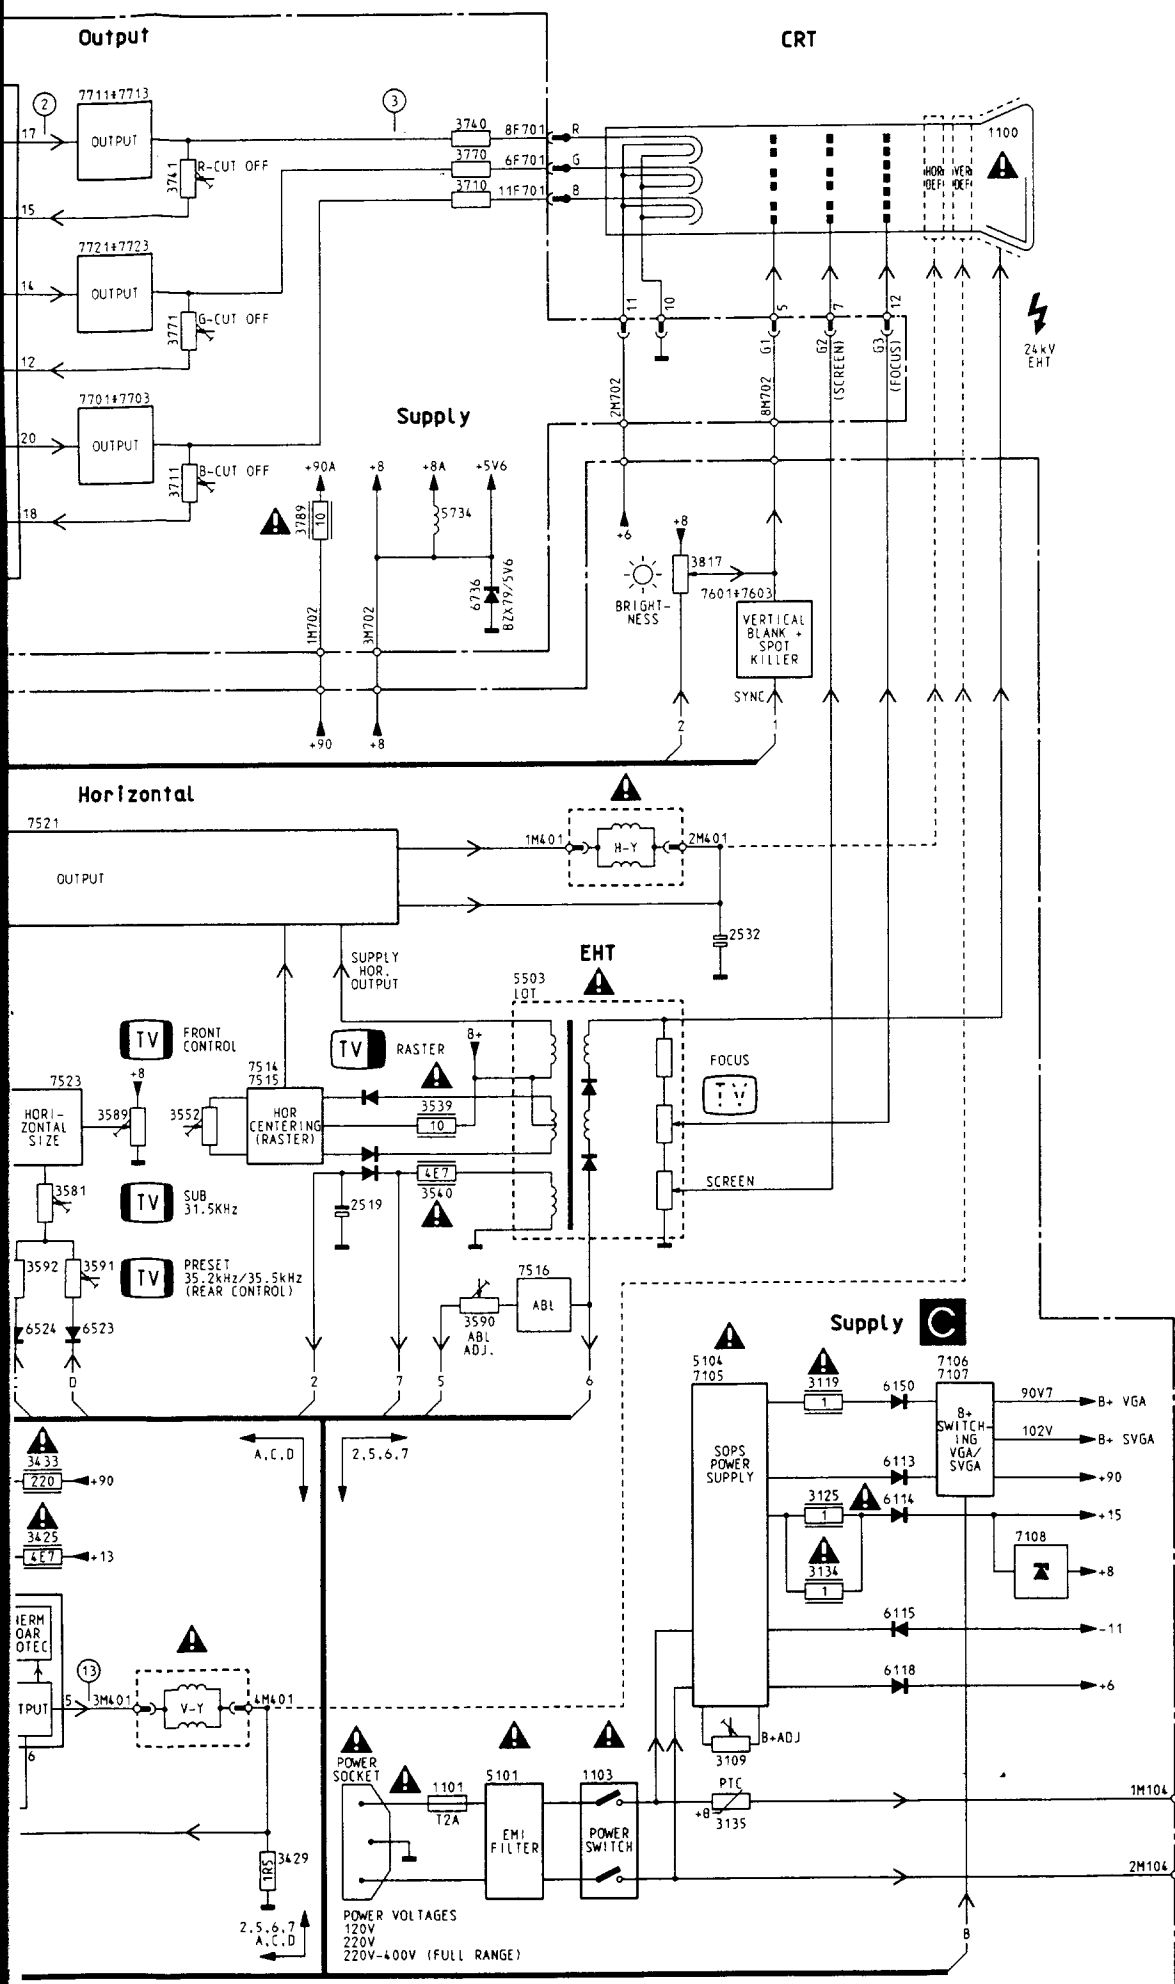 Output
CRT
7711+7713
2
3
17
OUTPUT
3740
8F701
R
3770
6F701
G
3710
11F701
B
1100
HOR
DEF
VER
DEF
3741
R-CUT OFF
15
7721+7723
14
OUTPUT
3771
G-CUT OFF
12
11
10
5
7
12
G1
G2
(SCREEN)
G3
(FOCUS)
24kV
EHT
7701+7703
20
OUTPUT
3711
B-CUT OFF
18
Supply
2M702
8M702
+90A
+8
+8A
+5V6
3789
10
5734
6736
BZX79/5V6
+6
+8
3817
BRIGHT-
NESS
7601+7603
VERTICAL
BLANK +
SPOT
KILLER
1M702
3M702
SYNC
2
1
+90
+8
Horizontal
7521
OUTPUT
1M401
H-Y
2M401
2532
SUPPLY
HOR.
OUTPUT
EHT
5503
LOT
TV
FRONT
CONTROL
TV
RASTER
B+
7523
HORI-
ZONTAL
SIZE
+8
3589
3552
7514
7515
HOR
CENTERING
(RASTER)
3539
10
FOCUS
TV
4E7
3540
SCREEN
3581
TV
SUB
31.5KHz
2519
3592
3591
TV
PRESET
35.2kHz/35.5kHz
(REAR CONTROL)
7516
ABL
3590
ABL
ADJ.
6524
6523
D
2
7
5
6
Supply
C
5104
7105
SOPS
POWER
SUPPLY
3119
1
6150
7106
7107
B+
SWITCH-
ING
VGA/
SVGA
90V7
B+ VGA
102V
B+ SVGA
A,C,D
2,5,6,7
3433
220
+90
6113
+90
3125
1
6114
+15
3425
4E7
+13
3134
1
7108
+8
6115
-11
6118
+6
13
5
3M401
V-Y
4M401
6
B+ADJ
3109
POWER
SOCKET
1101
T2A
5101
EMI
FILTER
1103
POWER
SWITCH
PTC
+θ
3135
1M104
2M104
3429
1R5
2,5,6,7
A,C,D
POWER VOLTAGES
120V
220V
220V-400V (FULL RANGE)
B